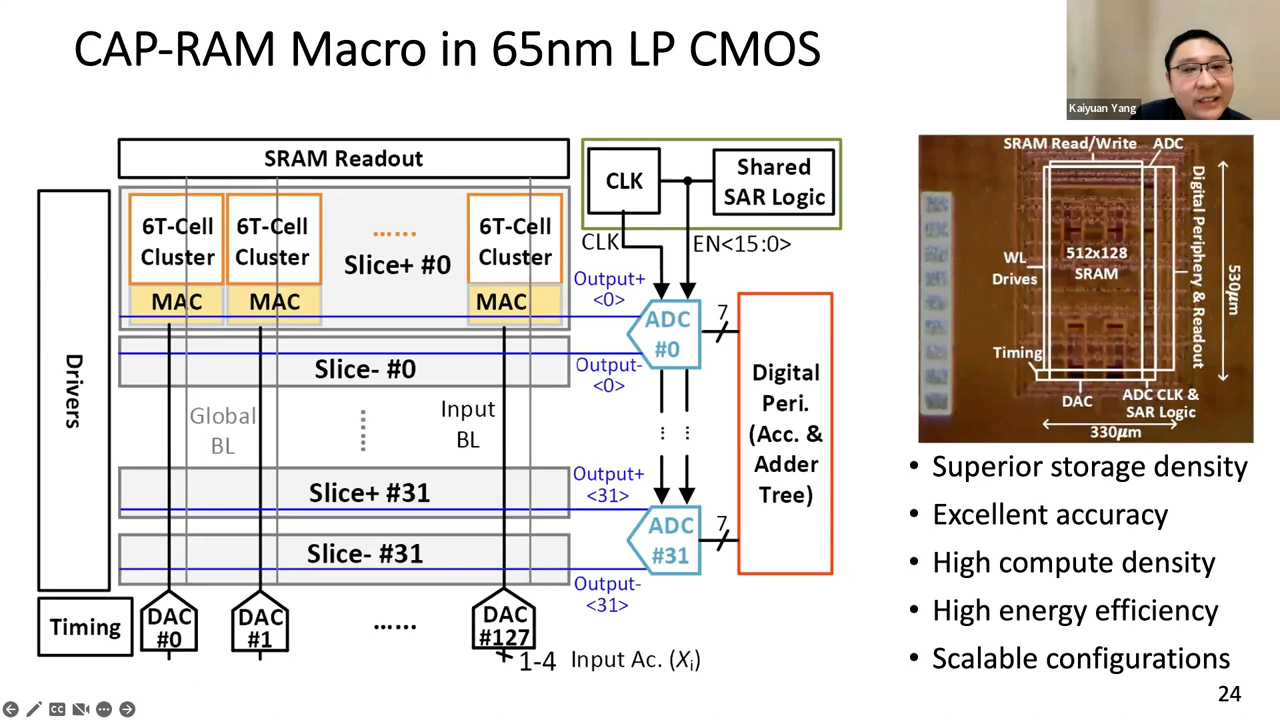 CAP-RAM Macro in 65nm LP CMOS
Kaiyuan Yang
SRAM Readout
Drivers
6T-Cell
Cluster
MAC
6T-Cell
Cluster
MAC
......
Slice+ #0
6T-Cell
Cluster
MAC
CLK
Shared
SAR Logic
CLK
EN<15:0>
Output+
<0>
ADC
#0
7
Output-
<0>
Slice- #0
Global
BL
Input
BL
Digital
Peri.
(Acc. &
Adder
Tree)
Slice+ #31
Output+
<31>
ADC
#31
7
Slice- #31
Output-
<31>
Timing
DAC
#0
DAC
#1
......
DAC
#127
1-4 Input Ac. (Xi)
SRAM Read/Write
ADC
WL
Drives
512x128
SRAM
Digital Periphery & Readout
530μm
Timing
DAC
ADC CLK &
SAR Logic
330μm
• Superior storage density
• Excellent accuracy
• High compute density
• High energy efficiency
• Scalable configurations
24
CC